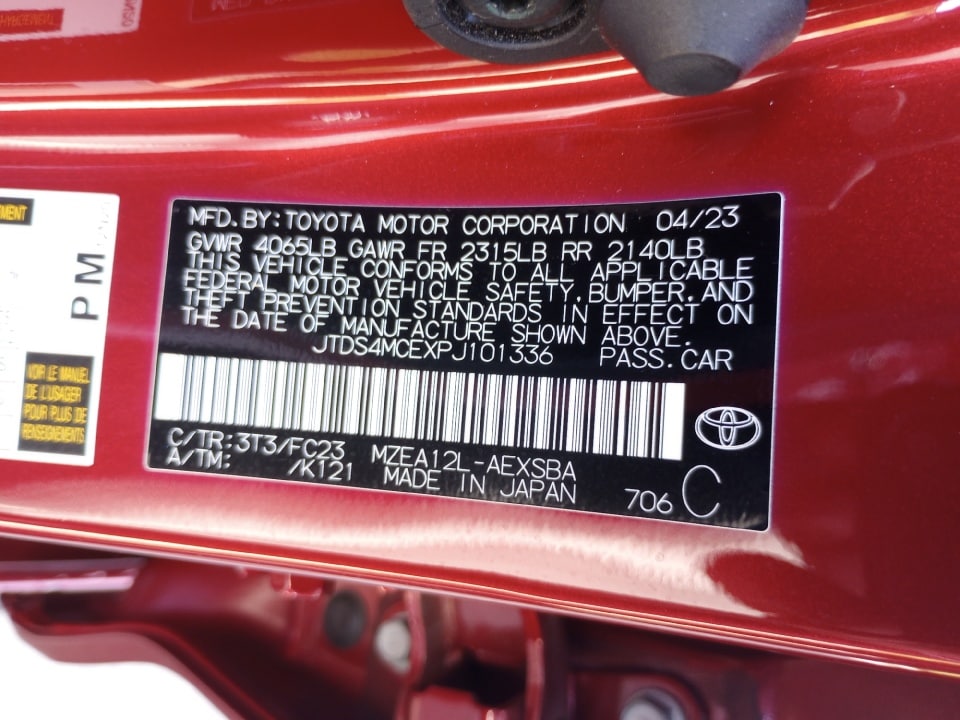 MFD. BY: TOYOTA MOTOR CORPORATION 04/23
GVWR 4065LB GAWR FR 2315LB RR 2140LB
THIS VEHICLE CONFORMS TO ALL APPLICABLE
FEDERAL MOTOR VEHICLE SAFETY, BUMPER, AND
THEFT PREVENTION STANDARDS IN EFFECT ON
THE DATE OF MANUFACTURE SHOWN ABOVE.
JTDS4MCEXPJ101336 PASS. CAR
C/TR: 3T3/FC23 MZEA12L-AEXSBA
A/TM: /K121 MADE IN JAPAN
706 C
PM
VOIR LE MANUEL
DE L'USAGER
POUR PLUS DE
RENSEIGNEMENTS